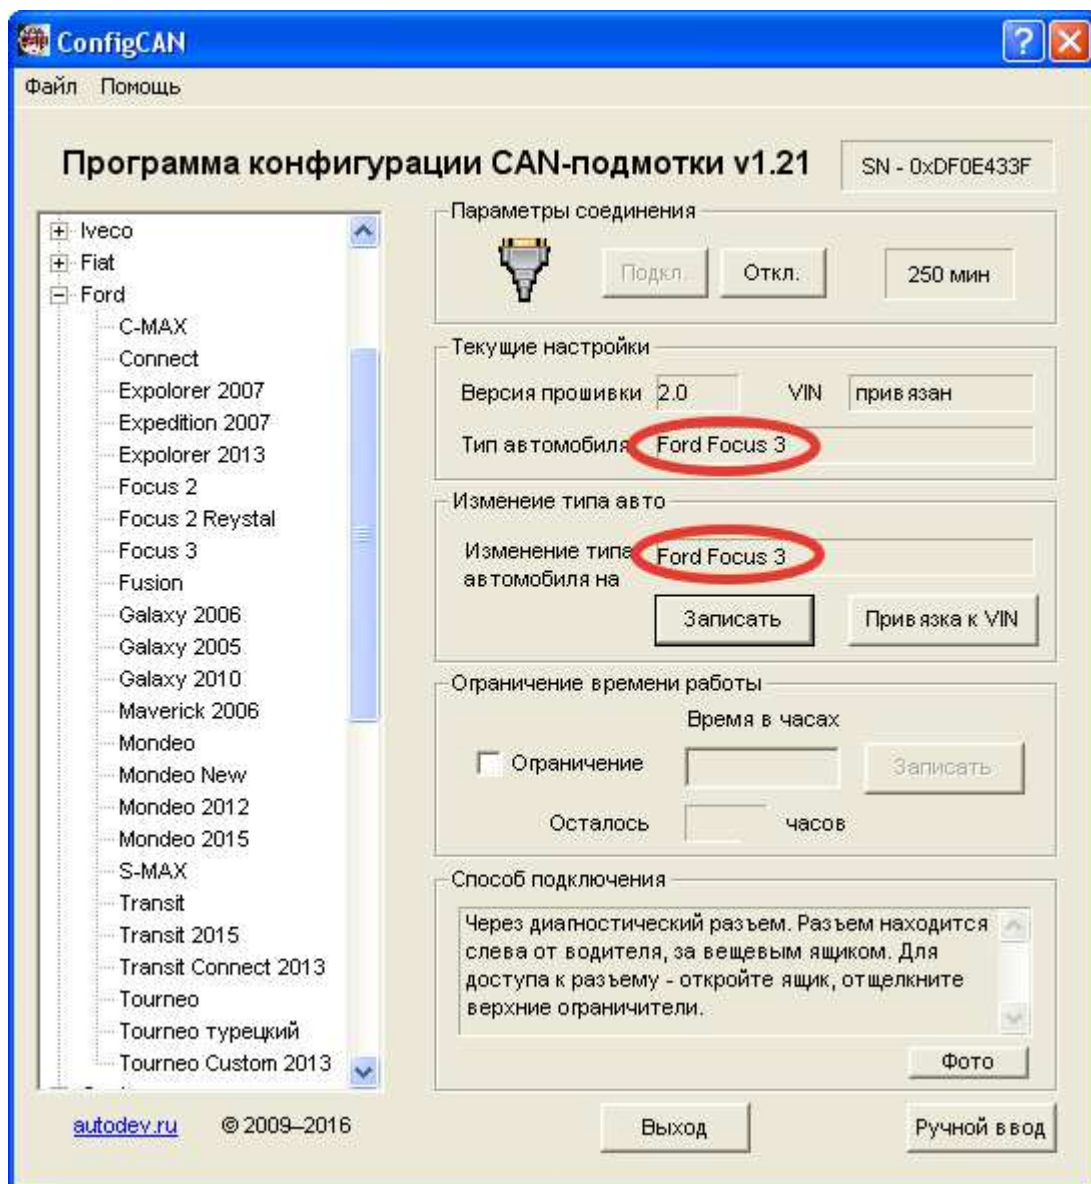 ConfigCAN
Файл Помощь
Программа конфигурации CAN-подмотки v1.21
SN - 0xDF0E433F
Iveco
Fiat
Ford
C-MAX
Connect
Expolorer 2007
Expedition 2007
Expolorer 2013
Focus 2
Focus 2 Reystal
Focus 3
Fusion
Galaxy 2006
Galaxy 2005
Galaxy 2010
Maverick 2006
Mondeo
Mondeo New
Mondeo 2012
Mondeo 2015
S-MAX
Transit
Transit 2015
Transit Connect 2013
Tourneo
Tourneo турецкий
Tourneo Custom 2013
Параметры соединения
Подкл. Откл. 250 мин
Текущие настройки
Версия прошивки 2.0 VIN привязан
Тип автомобиля Ford Focus 3
Изменеие типа авто
Изменение типа
автомобиля на
Ford Focus 3
Записать Привязка к VIN
Ограничение времени работы
Время в часах
Ограничение Записать
Осталось часов
Способ подключения
Через диагностический разъем. Разъем находится
слева от водителя, за вещевым ящиком. Для
доступа к разъему - откройте ящик, отщелкните
верхние ограничители.
Фото
autodev.ru © 2009–2016 Выход Ручной ввод